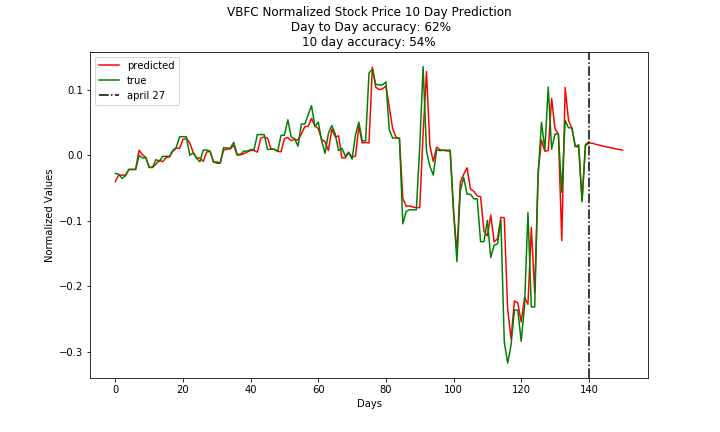 VBFC Normalized Stock Price 10 Day Prediction
Day to Day accuracy: 62%
10 day accuracy: 54%
predicted
true
april 27
0.1
0.0
−0.1
−0.2
−0.3
Normalized Values
0 20 40 60 80 100 120 140
Days